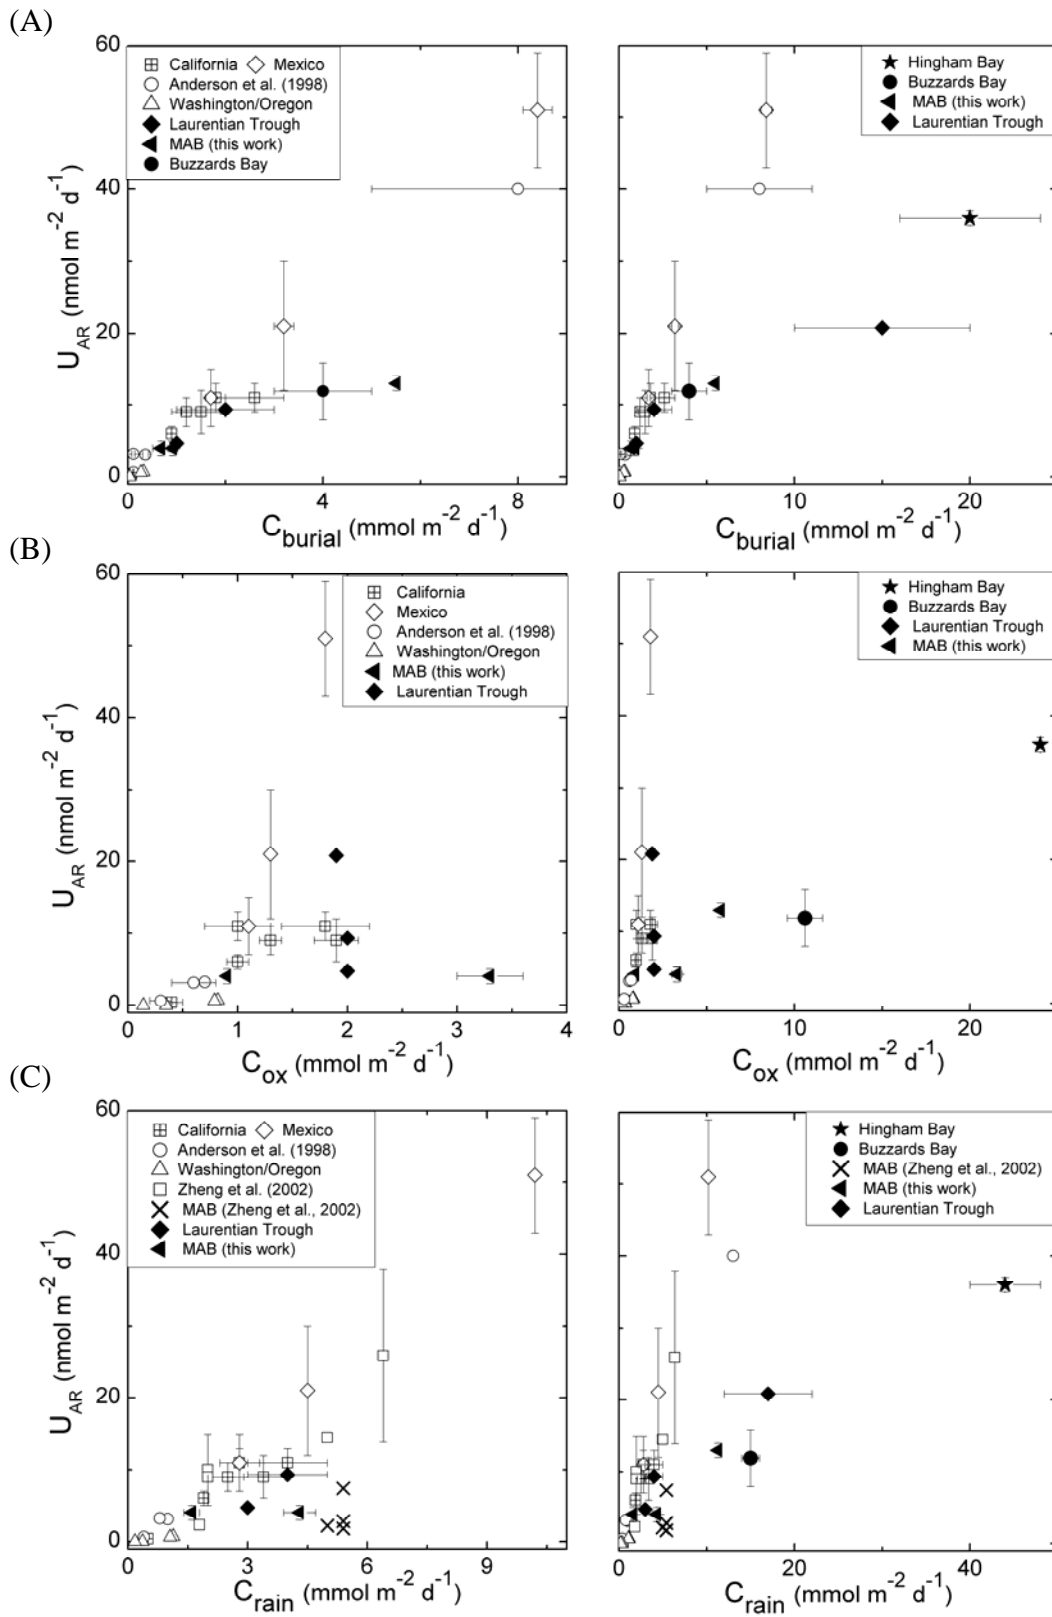 (A)
60
40
20
0
U_AR (nmol m^-2 d^-1)
California Mexico
Anderson et al. (1998)
Washington/Oregon
Laurentian Trough
MAB (this work)
Buzzards Bay
0 4 8
C_burial (mmol m^-2 d^-1)
Hingham Bay
Buzzards Bay
MAB (this work)
Laurentian Trough
0 10 20
C_burial (mmol m^-2 d^-1)
(B)
60
40
20
0
U_AR (nmol m^-2 d^-1)
California
Mexico
Anderson et al. (1998)
Washington/Oregon
MAB (this work)
Laurentian Trough
0 1 2 3 4
C_ox (mmol m^-2 d^-1)
Hingham Bay
Buzzards Bay
Laurentian Trough
MAB (this work)
0 10 20
C_ox (mmol m^-2 d^-1)
(C)
60
40
20
0
U_AR (nmol m^-2 d^-1)
California Mexico
Anderson et al. (1998)
Washington/Oregon
Zheng et al. (2002)
MAB (Zheng et al., 2002)
Laurentian Trough
MAB (this work)
0 3 6 9
C_rain (mmol m^-2 d^-1)
Hingham Bay
Buzzards Bay
MAB (Zheng et al., 2002)
MAB (this work)
Laurentian Trough
0 20 40
C_rain (mmol m^-2 d^-1)